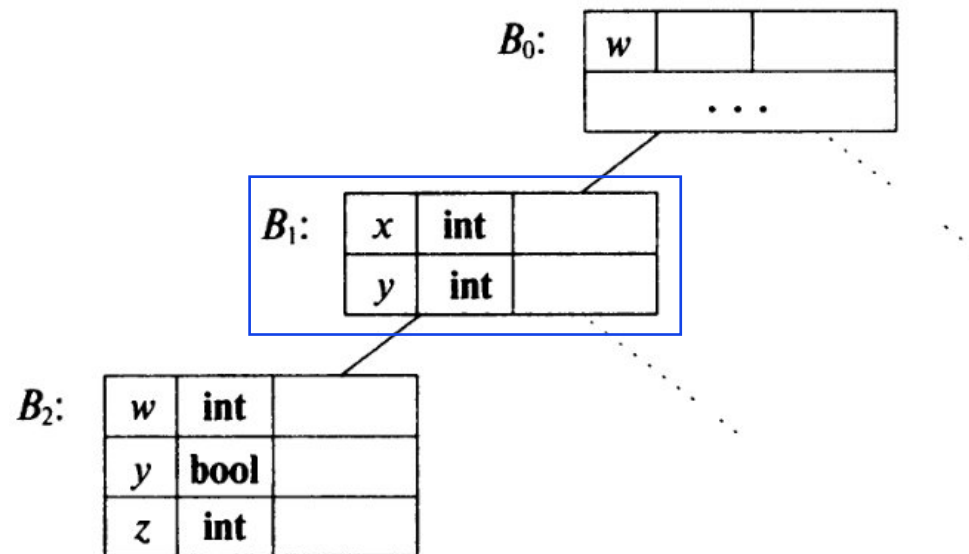 B₀: w
...
B₁: x int
y int
B₂: w int
y bool
z int